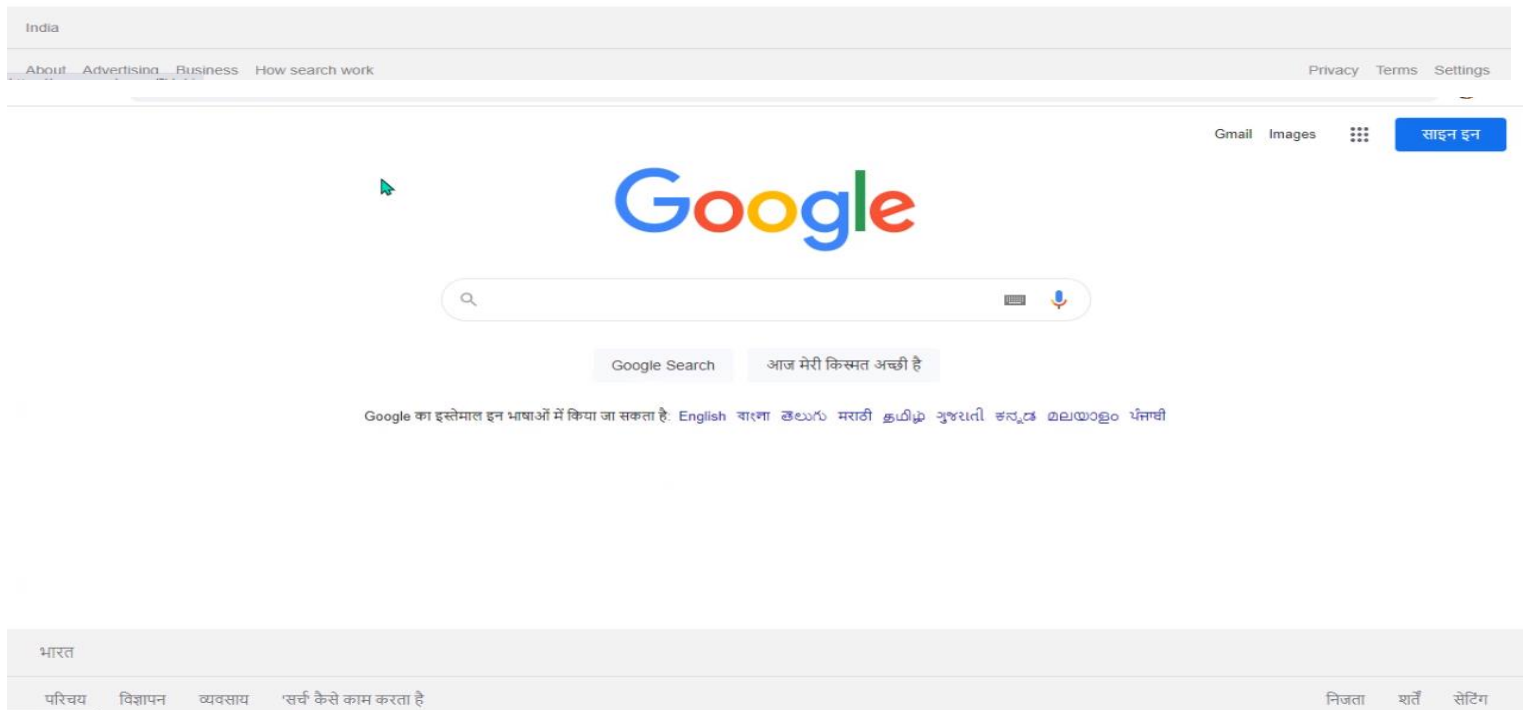 India
About Advertising Business How search work Privacy Terms Settings
Gmail Images साइन इन
Google
Google Search आज मेरी किस्मत अच्छी है
Google का इस्तेमाल इन भाषाओं में किया जा सकता है: English বাংলা తెలుగు मराठी தமிழ் ગુજરાતી ಕನ್ನಡ മലയാളം ਪੰਜਾਬੀ
भारत
परिचय विज्ञापन व्यवसाय 'सर्च' कैसे काम करता है निजता शर्तें सेटिंग